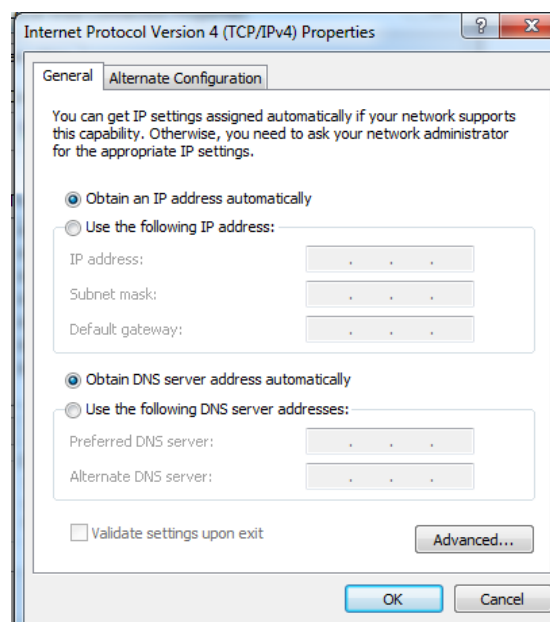 Internet Protocol Version 4 (TCP/IPv4) Properties
General
Alternate Configuration
You can get IP settings assigned automatically if your network supports
this capability. Otherwise, you need to ask your network administrator
for the appropriate IP settings.
Obtain an IP address automatically
Use the following IP address:
IP address:
Subnet mask:
Default gateway:
Obtain DNS server address automatically
Use the following DNS server addresses:
Preferred DNS server:
Alternate DNS server:
Validate settings upon exit
Advanced...
OK
Cancel